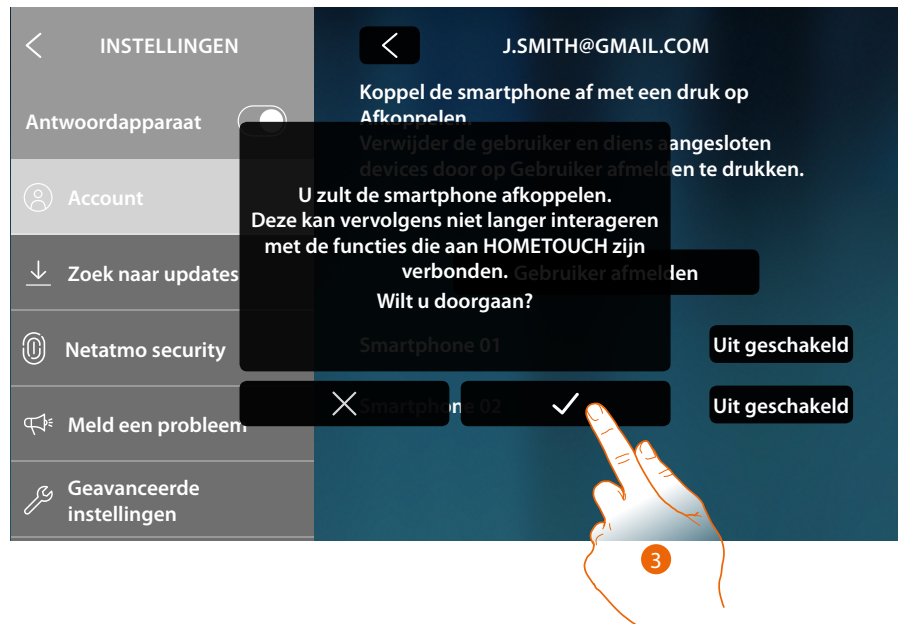 INSTELLINGEN
Antwoordapparaat
Account
Zoek naar updates
Netatmo security
Meld een probleem
Geavanceerde
instellingen
J.SMITH@GMAIL.COM
Koppel de smartphone af met een druk op
Afkoppelen.
Verwijder de gebruiker en diens aangesloten
devices door op Gebruiker afmelden te drukken.
U zult de smartphone afkoppelen.
Deze kan vervolgens niet langer interageren
met de functies die aan HOMETOUCH zijn
verbonden.
Wilt u doorgaan?
Gebruiker afmelden
Smartphone 01
Uit geschakeld
Smartphone 02
Uit geschakeld
3